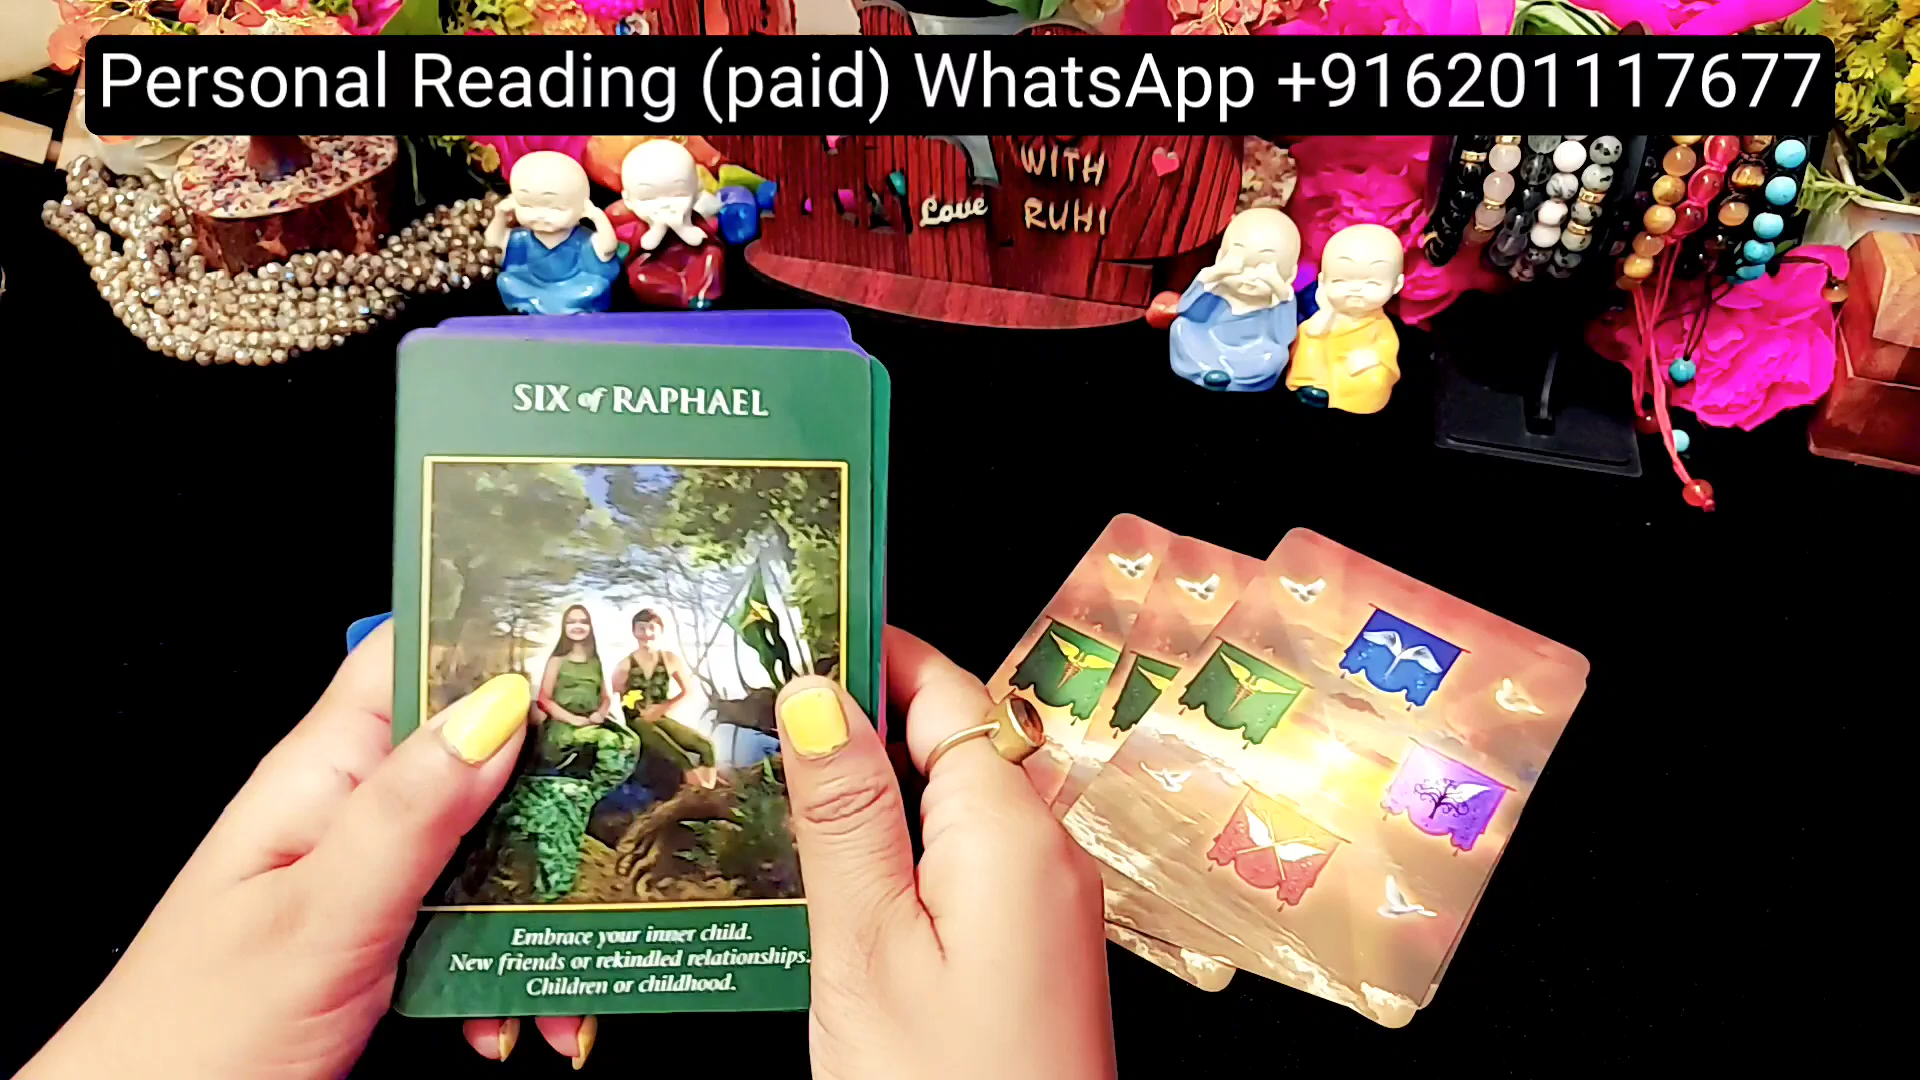 Personal Reading (paid) WhatsApp +916201117677
Love
WITH
RUHI
SIX of RAPHAEL
Embrace your inner child.
New friends or rekindled relationships.
Children or childhood.